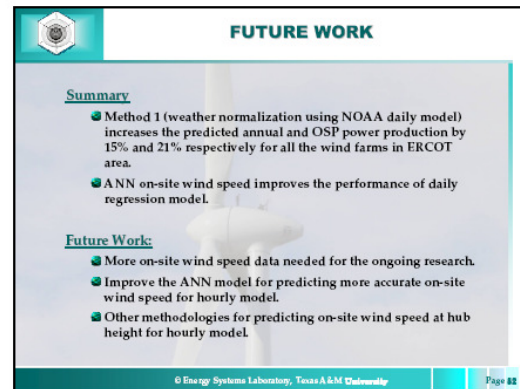 FUTURE WORK
Summary
Method 1 (weather normalization using NOAA daily model)
increases the predicted annual and OSP power production by
15% and 21% respectively for all the wind farms in ERCOT
area.
ANN on-site wind speed improves the performance of daily
regression model.
Future Work:
More on-site wind speed data needed for the ongoing research.
Improve the ANN model for predicting more accurate on-site
wind speed for hourly model.
Other methodologies for predicting on-site wind speed at hub
height for hourly model.
© Energy Systems Laboratory, Texas A&M University
Page 82